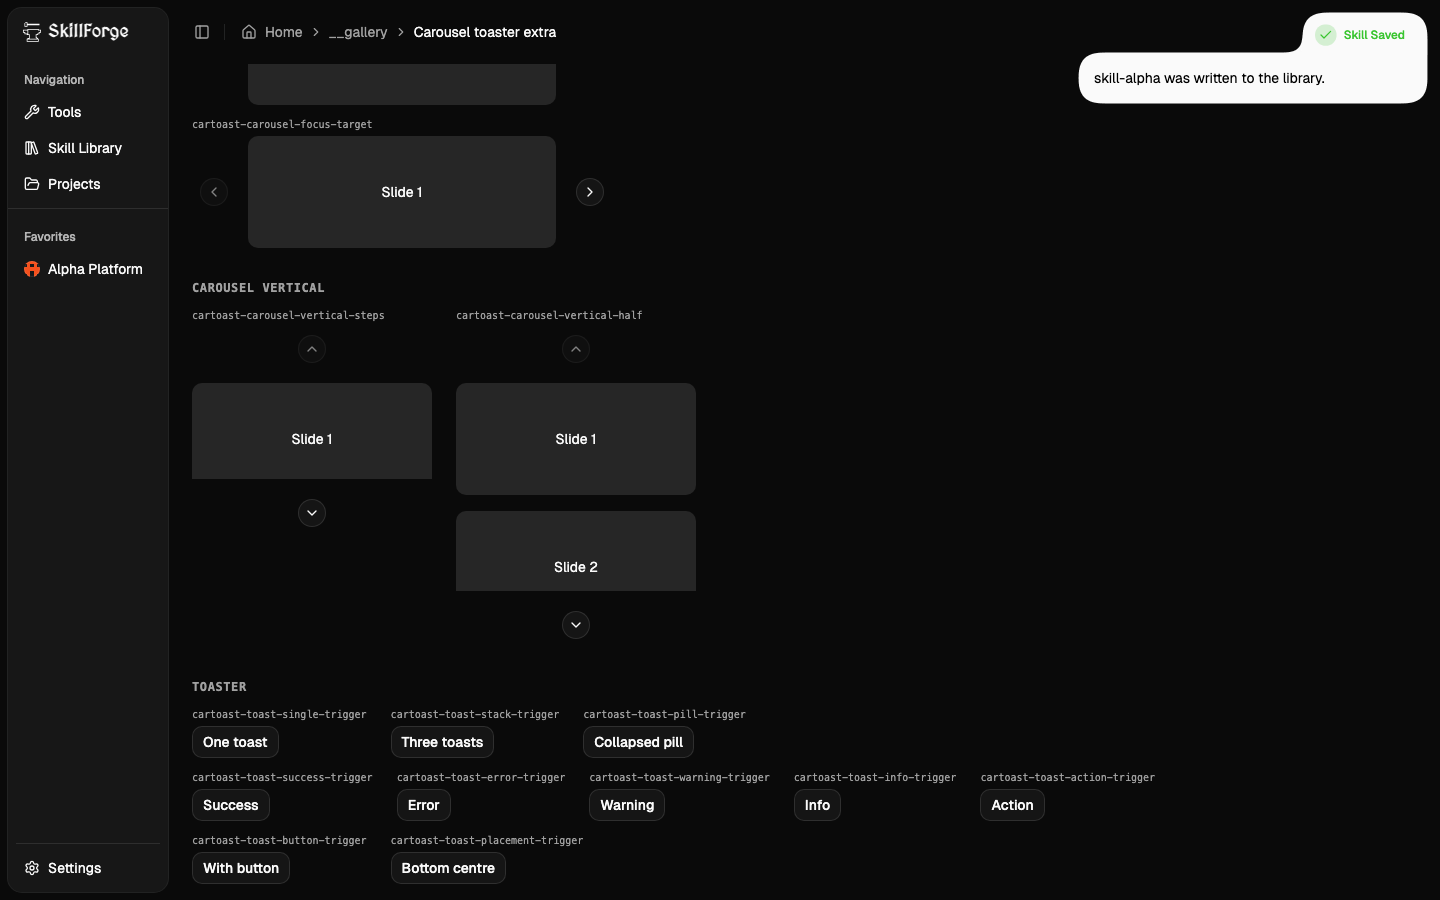 SkillForge
Home > __gallery > Carousel toaster extra
Skill Saved
skill-alpha was written to the library.
Navigation
Tools
Skill Library
Projects
Favorites
Alpha Platform
Settings
cartoast-carousel-focus-target
Slide 1
CAROUSEL VERTICAL
cartoast-carousel-vertical-steps cartoast-carousel-vertical-half
Slide 1 Slide 1
Slide 2
TOASTER
cartoast-toast-single-trigger cartoast-toast-stack-trigger cartoast-toast-pill-trigger
One toast Three toasts Collapsed pill
cartoast-toast-success-trigger cartoast-toast-error-trigger cartoast-toast-warning-trigger cartoast-toast-info-trigger cartoast-toast-action-trigger
Success Error Warning Info Action
cartoast-toast-button-trigger cartoast-toast-placement-trigger
With button Bottom centre